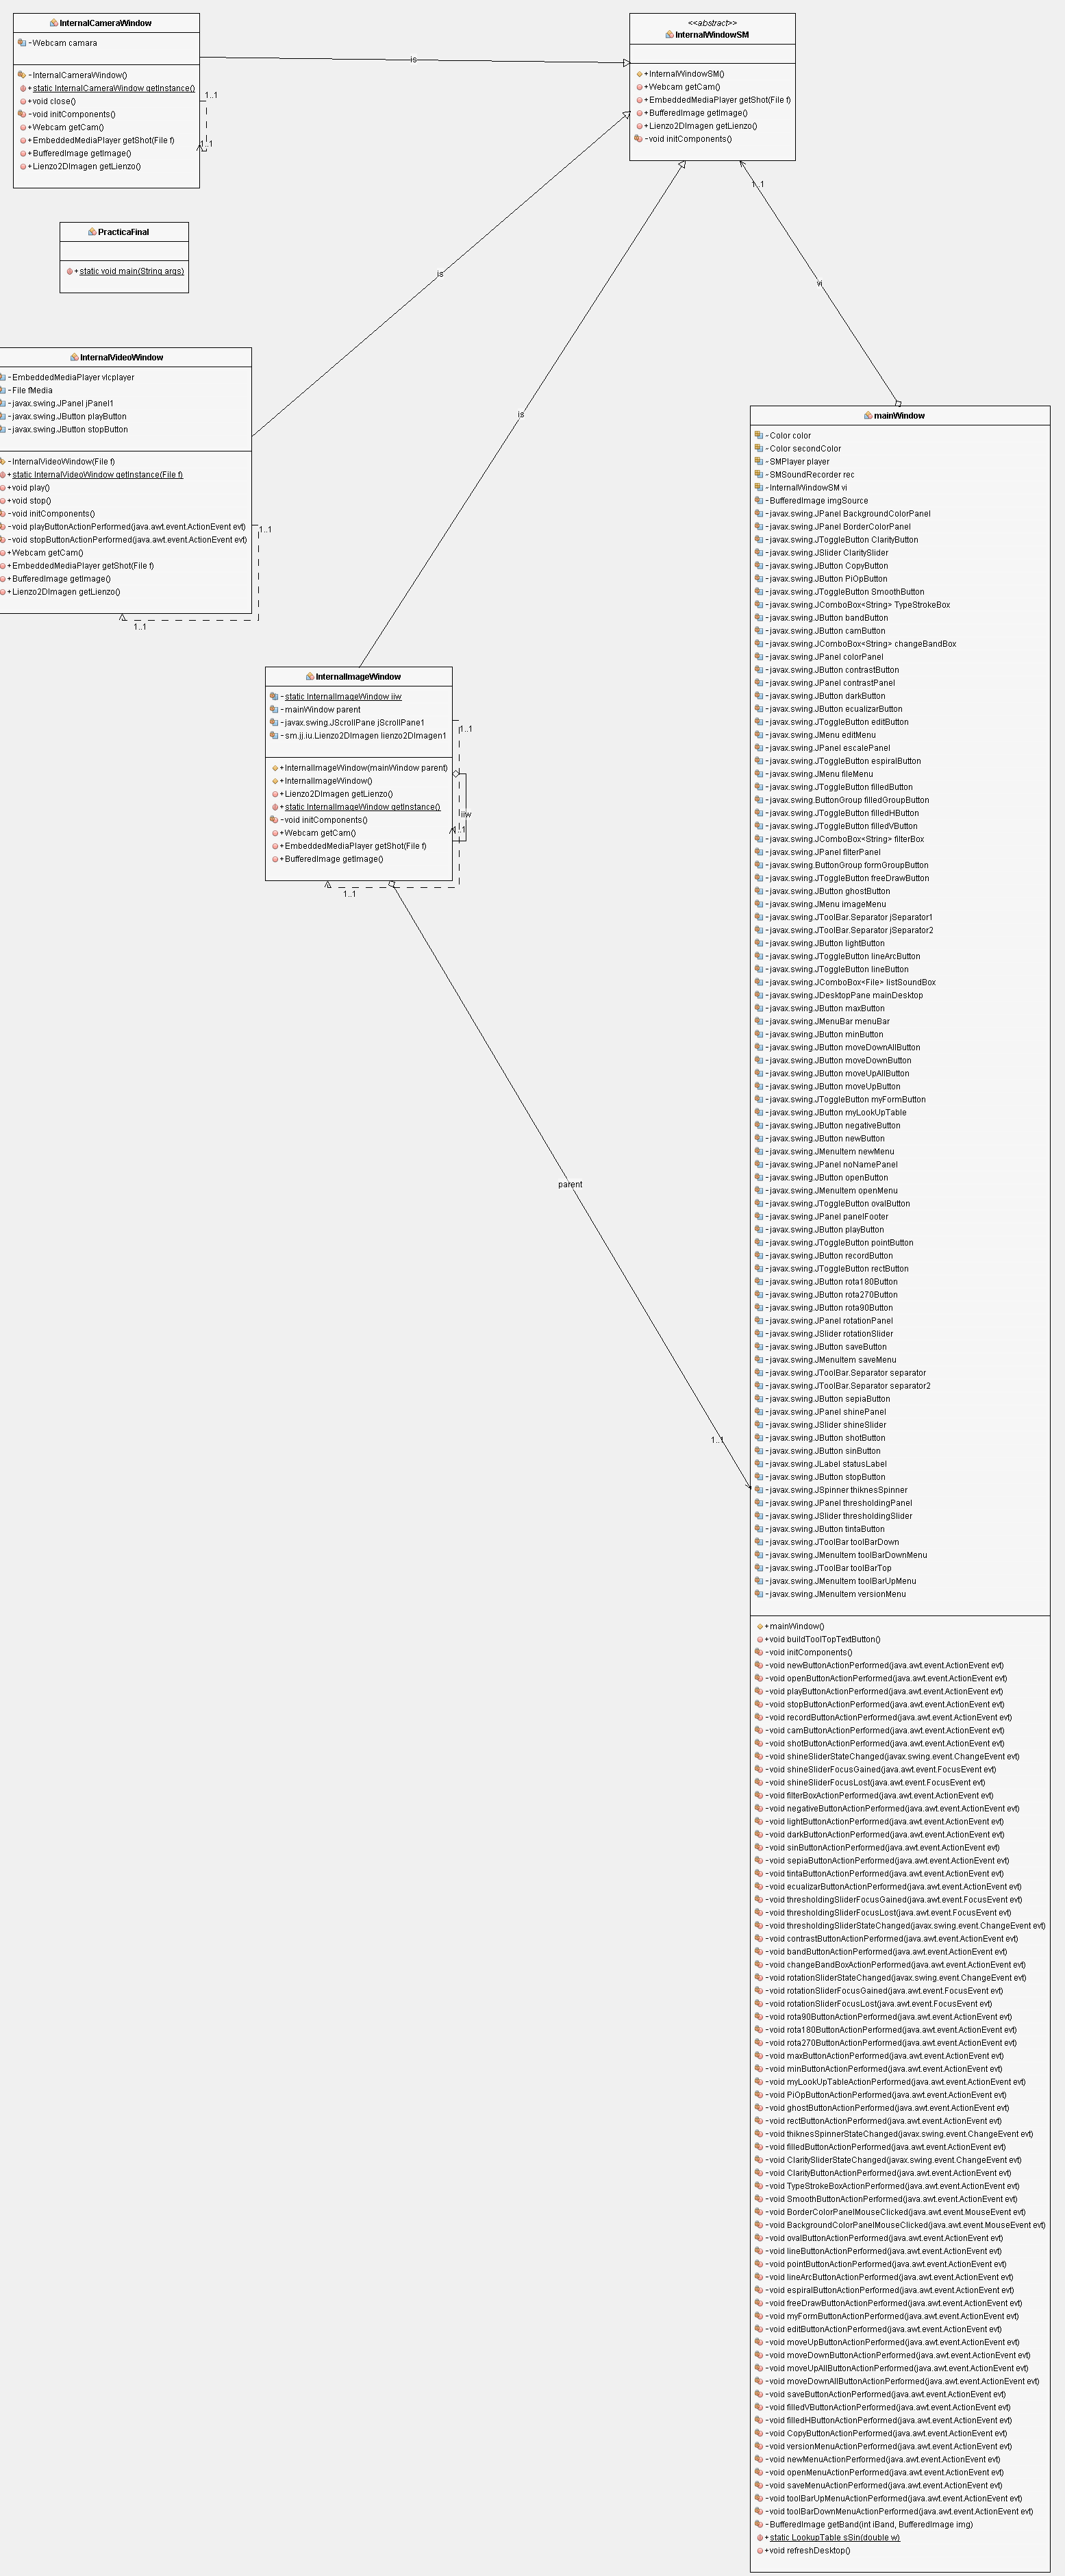 InternalCameraWindow
-Webcam camara
-InternalCameraWindow()
+static InternalCameraWindow getInstance()
+void close()
-void initComponents()
+Webcam getCam()
+EmbeddedMediaPlayer getShot(File f)
+BufferedImage getImage()
+Lienzo2DImagen getLienzo()
1..1
1..1
is
<<abstract>>
InternalWindowSM
+InternalWindowSM()
+Webcam getCam()
+EmbeddedMediaPlayer getShot(File f)
+BufferedImage getImage()
+Lienzo2DImagen getLienzo()
-void initComponents()
1..1
vi
PracticaFinal
+static void main(String args)
is
InternalVideoWindow
-EmbeddedMediaPlayer vlcplayer
-File fMedia
-javax.swing.JPanel jPanel1
-javax.swing.JButton playButton
-javax.swing.JButton stopButton
-InternalVideoWindow(File f)
+static InternalVideoWindow getInstance(File f)
+void play()
+void stop()
-void initComponents()
-void playButtonActionPerformed(java.awt.event.ActionEvent evt)
-void stopButtonActionPerformed(java.awt.event.ActionEvent evt)
+Webcam getCam()
+EmbeddedMediaPlayer getShot(File f)
+BufferedImage getImage()
+Lienzo2DImagen getLienzo()
1..1
1..1
is
InternalImageWindow
-static InternalImageWindow iiw
-mainWindow parent
-javax.swing.JScrollPane jScrollPane1
-sm.jj.iu.Lienzo2DImagen lienzo2DImagen1
+InternalImageWindow(mainWindow parent)
+InternalImageWindow()
+Lienzo2DImagen getLienzo()
+static InternalImageWindow getInstance()
-void initComponents()
+Webcam getCam()
+EmbeddedMediaPlayer getShot(File f)
+BufferedImage getImage()
1..1
iiw
1..1
parent
1..1
mainWindow
-Color color
-Color secondColor
-SMPlayer player
-SMSoundRecorder rec
-InternalWindowSM vi
-BufferedImage imgSource
-javax.swing.JPanel BackgroundColorPanel
-javax.swing.JPanel BorderColorPanel
-javax.swing.JToggleButton ClarityButton
-javax.swing.JSlider ClaritySlider
-javax.swing.JButton CopyButton
-javax.swing.JButton PiOpButton
-javax.swing.JToggleButton SmoothButton
-javax.swing.JComboBox<String> TypeStrokeBox
-javax.swing.JButton bandButton
-javax.swing.JButton camButton
-javax.swing.JComboBox<String> changeBandBox
-javax.swing.JPanel colorPanel
-javax.swing.JButton contrastButton
-javax.swing.JPanel contrastPanel
-javax.swing.JButton darkButton
-javax.swing.JButton ecualizarButton
-javax.swing.JToggleButton editButton
-javax.swing.JMenu editMenu
-javax.swing.JPanel escalePanel
-javax.swing.JToggleButton espiralButton
-javax.swing.JMenu fileMenu
-javax.swing.JToggleButton filledButton
-javax.swing.ButtonGroup filledGroupButton
-javax.swing.JToggleButton filledHButton
-javax.swing.JToggleButton filledVButton
-javax.swing.JComboBox<String> filterBox
-javax.swing.JPanel filterPanel
-javax.swing.ButtonGroup formGroupButton
-javax.swing.JToggleButton freeDrawButton
-javax.swing.JButton ghostButton
-javax.swing.JMenu imageMenu
-javax.swing.JToolBar.Separator jSeparator1
-javax.swing.JToolBar.Separator jSeparator2
-javax.swing.JButton lightButton
-javax.swing.JToggleButton lineArcButton
-javax.swing.JToggleButton lineButton
-javax.swing.JComboBox<File> listSoundBox
-javax.swing.JDesktopPane mainDesktop
-javax.swing.JButton maxButton
-javax.swing.JMenuBar menuBar
-javax.swing.JButton minButton
-javax.swing.JButton moveDownAllButton
-javax.swing.JButton moveDownButton
-javax.swing.JButton moveUpAllButton
-javax.swing.JButton moveUpButton
-javax.swing.JToggleButton myFormButton
-javax.swing.JButton myLookUpTable
-javax.swing.JButton negativeButton
-javax.swing.JButton newButton
-javax.swing.JMenuItem newMenu
-javax.swing.JPanel noNamePanel
-javax.swing.JButton openButton
-javax.swing.JMenuItem openMenu
-javax.swing.JToggleButton ovalButton
-javax.swing.JPanel panelFooter
-javax.swing.JButton playButton
-javax.swing.JToggleButton pointButton
-javax.swing.JButton recordButton
-javax.swing.JToggleButton rectButton
-javax.swing.JButton rota180Button
-javax.swing.JButton rota270Button
-javax.swing.JButton rota90Button
-javax.swing.JPanel rotationPanel
-javax.swing.JSlider rotationSlider
-javax.swing.JButton saveButton
-javax.swing.JMenuItem saveMenu
-javax.swing.JToolBar.Separator separator
-javax.swing.JToolBar.Separator separator2
-javax.swing.JButton sepiaButton
-javax.swing.JPanel shinePanel
-javax.swing.JSlider shineSlider
-javax.swing.JButton shotButton
-javax.swing.JButton sinButton
-javax.swing.JLabel statusLabel
-javax.swing.JButton stopButton
-javax.swing.JSpinner thiknesSpinner
-javax.swing.JPanel thresholdingPanel
-javax.swing.JSlider thresholdingSlider
-javax.swing.JButton tintaButton
-javax.swing.JToolBar toolBarDown
-javax.swing.JMenuItem toolBarDownMenu
-javax.swing.JToolBar toolBarTop
-javax.swing.JMenuItem toolBarUpMenu
-javax.swing.JMenuItem versionMenu
+mainWindow()
+void buildToolTopTextButton()
-void initComponents()
-void newButtonActionPerformed(java.awt.event.ActionEvent evt)
-void openButtonActionPerformed(java.awt.event.ActionEvent evt)
-void playButtonActionPerformed(java.awt.event.ActionEvent evt)
-void stopButtonActionPerformed(java.awt.event.ActionEvent evt)
-void recordButtonActionPerformed(java.awt.event.ActionEvent evt)
-void camButtonActionPerformed(java.awt.event.ActionEvent evt)
-void shotButtonActionPerformed(java.awt.event.ActionEvent evt)
-void shineSliderStateChanged(javax.swing.event.ChangeEvent evt)
-void shineSliderFocusGained(java.awt.event.FocusEvent evt)
-void shineSliderFocusLost(java.awt.event.FocusEvent evt)
-void filterBoxActionPerformed(java.awt.event.ActionEvent evt)
-void negativeButtonActionPerformed(java.awt.event.ActionEvent evt)
-void lightButtonActionPerformed(java.awt.event.ActionEvent evt)
-void darkButtonActionPerformed(java.awt.event.ActionEvent evt)
-void sinButtonActionPerformed(java.awt.event.ActionEvent evt)
-void sepiaButtonActionPerformed(java.awt.event.ActionEvent evt)
-void tintaButtonActionPerformed(java.awt.event.ActionEvent evt)
-void ecualizarButtonActionPerformed(java.awt.event.ActionEvent evt)
-void thresholdingSliderFocusGained(java.awt.event.FocusEvent evt)
-void thresholdingSliderFocusLost(java.awt.event.FocusEvent evt)
-void thresholdingSliderStateChanged(javax.swing.event.ChangeEvent evt)
-void contrastButtonActionPerformed(java.awt.event.ActionEvent evt)
-void bandButtonActionPerformed(java.awt.event.ActionEvent evt)
-void changeBandBoxActionPerformed(java.awt.event.ActionEvent evt)
-void rotationSliderStateChanged(javax.swing.event.ChangeEvent evt)
-void rotationSliderFocusGained(java.awt.event.FocusEvent evt)
-void rotationSliderFocusLost(java.awt.event.FocusEvent evt)
-void rota90ButtonActionPerformed(java.awt.event.ActionEvent evt)
-void rota180ButtonActionPerformed(java.awt.event.ActionEvent evt)
-void rota270ButtonActionPerformed(java.awt.event.ActionEvent evt)
-void maxButtonActionPerformed(java.awt.event.ActionEvent evt)
-void minButtonActionPerformed(java.awt.event.ActionEvent evt)
-void myLookUpTableActionPerformed(java.awt.event.ActionEvent evt)
-void PiOpButtonActionPerformed(java.awt.event.ActionEvent evt)
-void ghostButtonActionPerformed(java.awt.event.ActionEvent evt)
-void rectButtonActionPerformed(java.awt.event.ActionEvent evt)
-void thiknesSpinnerStateChanged(javax.swing.event.ChangeEvent evt)
-void filledButtonActionPerformed(java.awt.event.ActionEvent evt)
-void ClaritySliderStateChanged(javax.swing.event.ChangeEvent evt)
-void ClarityButtonActionPerformed(java.awt.event.ActionEvent evt)
-void TypeStrokeBoxActionPerformed(java.awt.event.ActionEvent evt)
-void SmoothButtonActionPerformed(java.awt.event.ActionEvent evt)
-void BorderColorPanelMouseClicked(java.awt.event.MouseEvent evt)
-void BackgroundColorPanelMouseClicked(java.awt.event.MouseEvent evt)
-void ovalButtonActionPerformed(java.awt.event.ActionEvent evt)
-void lineButtonActionPerformed(java.awt.event.ActionEvent evt)
-void pointButtonActionPerformed(java.awt.event.ActionEvent evt)
-void lineArcButtonActionPerformed(java.awt.event.ActionEvent evt)
-void espiralButtonActionPerformed(java.awt.event.ActionEvent evt)
-void freeDrawButtonActionPerformed(java.awt.event.ActionEvent evt)
-void myFormButtonActionPerformed(java.awt.event.ActionEvent evt)
-void editButtonActionPerformed(java.awt.event.ActionEvent evt)
-void moveUpButtonActionPerformed(java.awt.event.ActionEvent evt)
-void moveDownButtonActionPerformed(java.awt.event.ActionEvent evt)
-void moveUpAllButtonActionPerformed(java.awt.event.ActionEvent evt)
-void moveDownAllButtonActionPerformed(java.awt.event.ActionEvent evt)
-void saveButtonActionPerformed(java.awt.event.ActionEvent evt)
-void filledVButtonActionPerformed(java.awt.event.ActionEvent evt)
-void filledHButtonActionPerformed(java.awt.event.ActionEvent evt)
-void CopyButtonActionPerformed(java.awt.event.ActionEvent evt)
-void versionMenuActionPerformed(java.awt.event.ActionEvent evt)
-void newMenuActionPerformed(java.awt.event.ActionEvent evt)
-void openMenuActionPerformed(java.awt.event.ActionEvent evt)
-void saveMenuActionPerformed(java.awt.event.ActionEvent evt)
-void toolBarUpMenuActionPerformed(java.awt.event.ActionEvent evt)
-void toolBarDownMenuActionPerformed(java.awt.event.ActionEvent evt)
-BufferedImage getBand(int iBand, BufferedImage img)
+static LookupTable sSin(double w)
+void refreshDesktop()